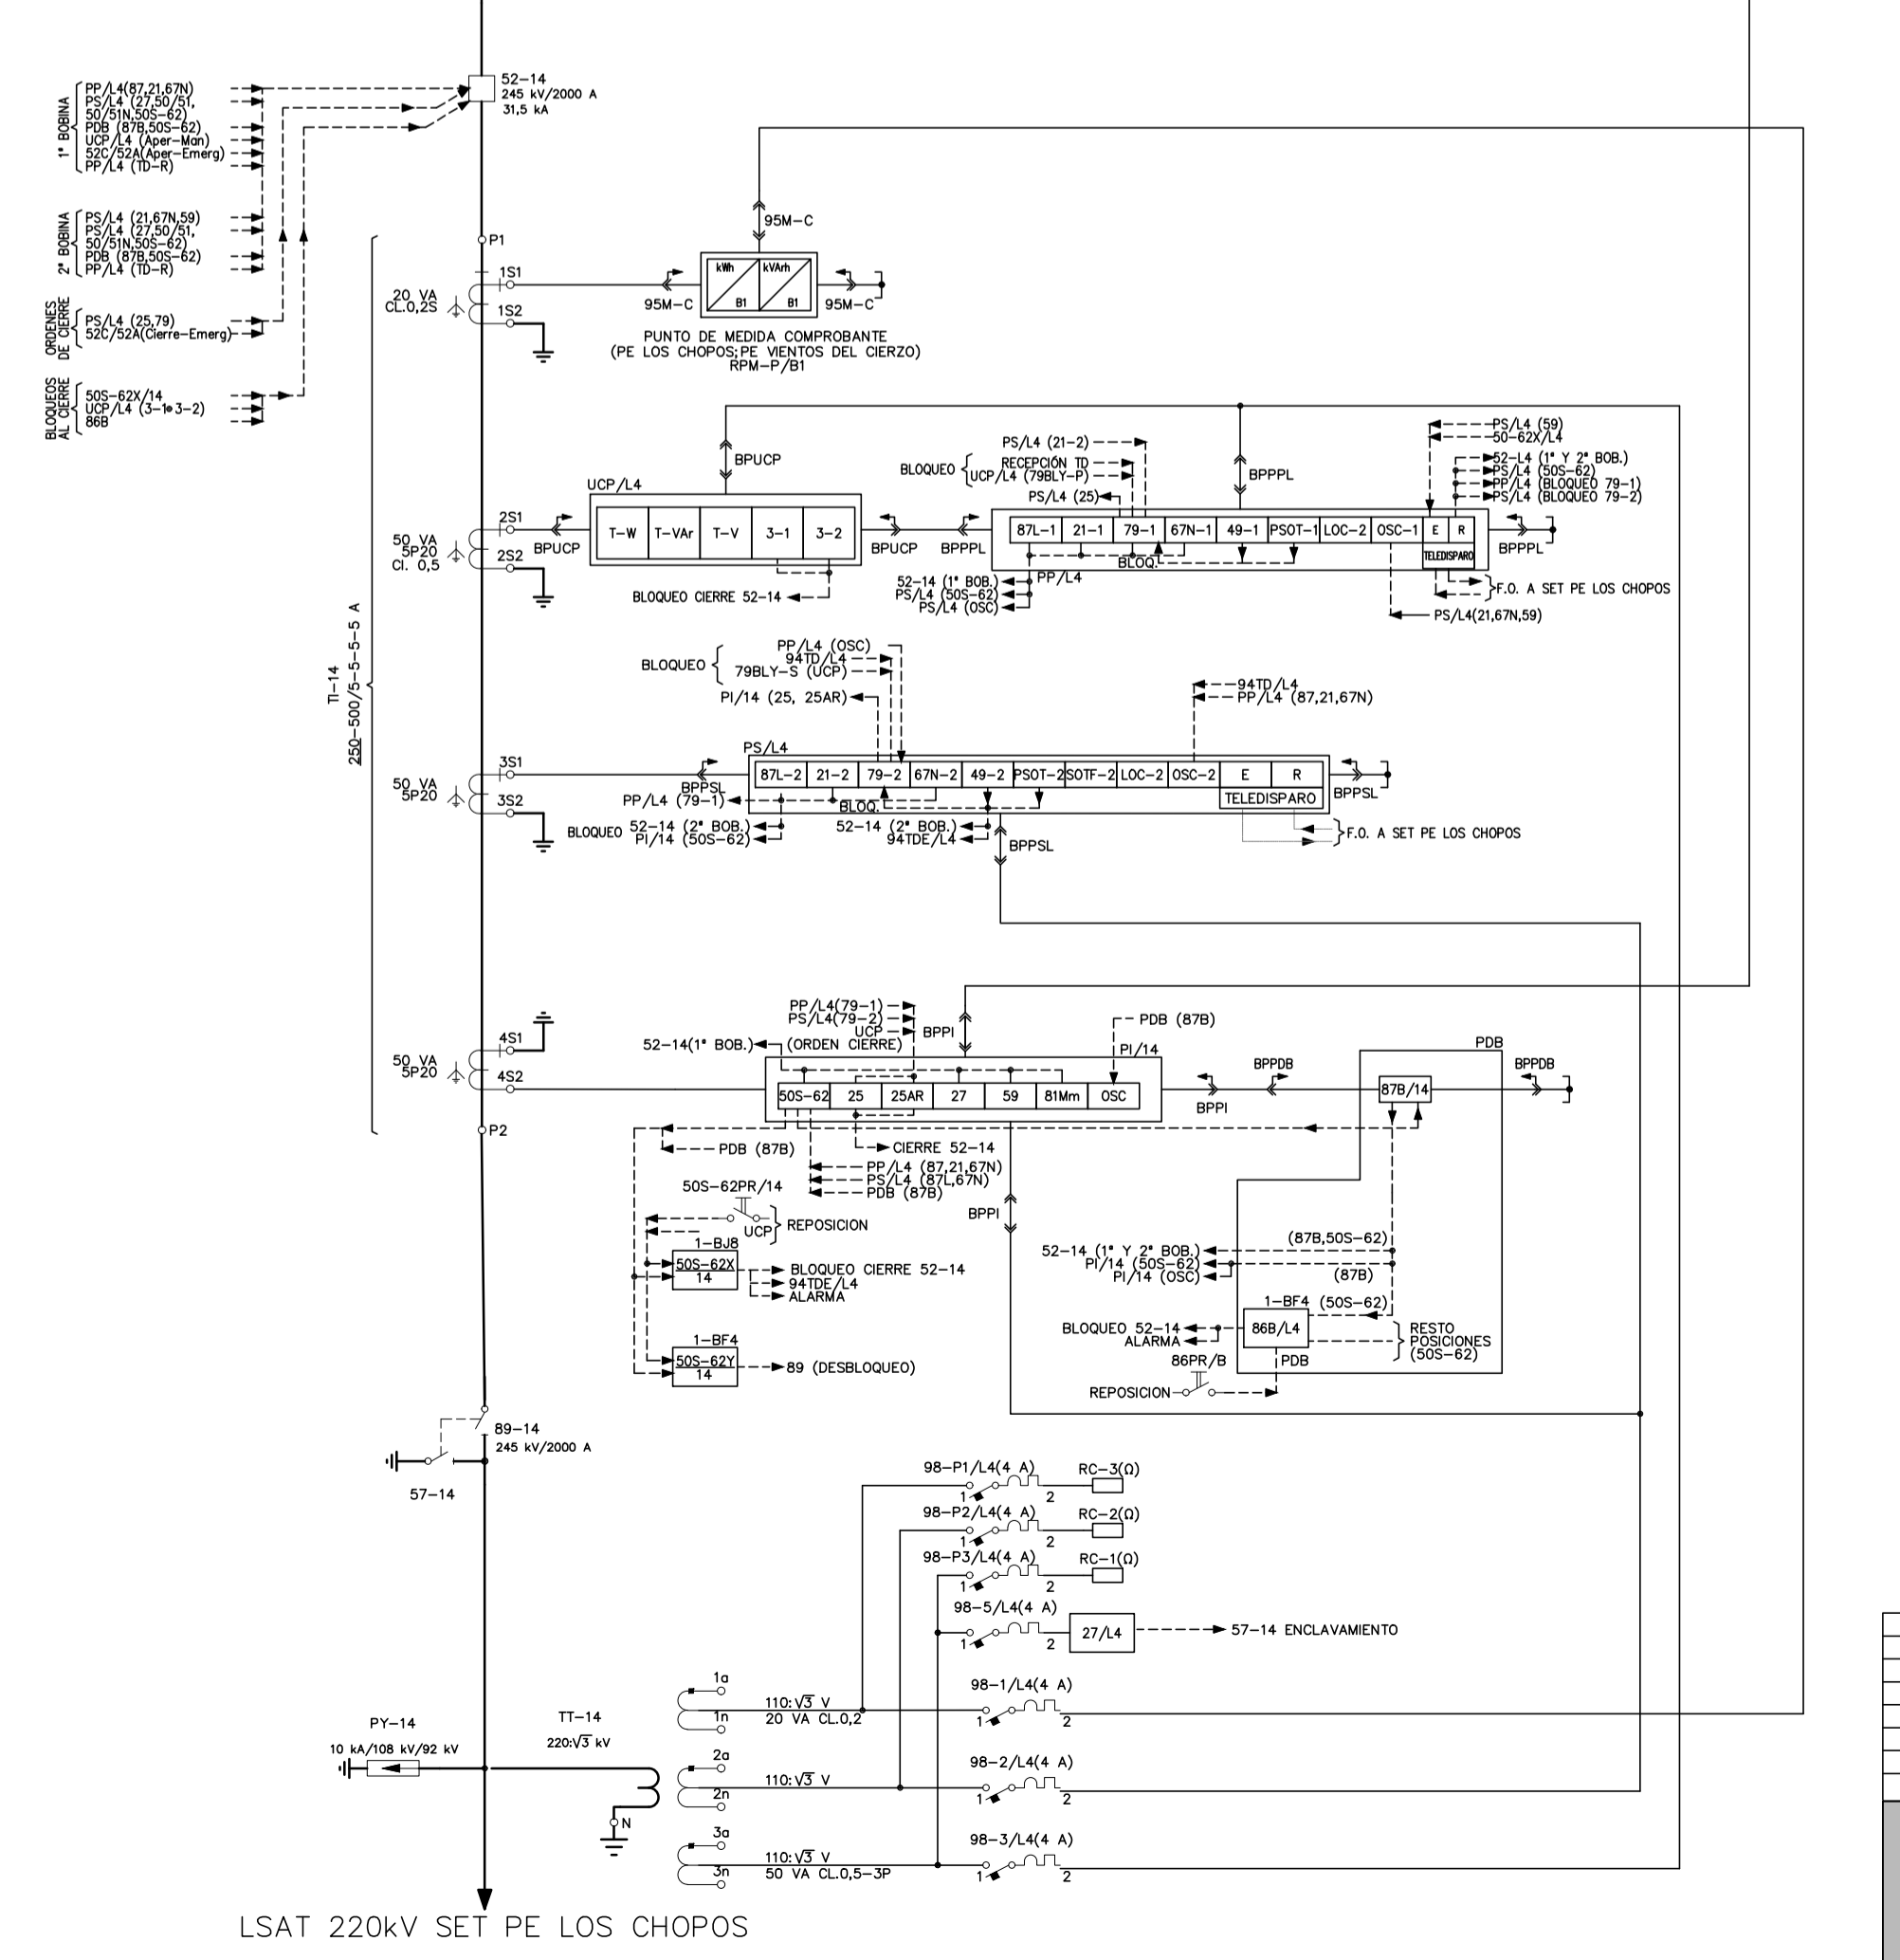 52-14
245 kV/2000 A
31,5 kA
1ª BOBINA
PP/L4(87,21,67N)
PS/L4 (27,50/51,
50/51N,50S-62)
PDB (87B,50S-62)
UCP/L4 (Aper-Man)
52C/52A(Aper-Emerg)
PP/L4 (TD-R)
2ª BOBINA
PS/L4 (21,67N,59)
PS/L4 (27,50/51,
50/51N,50S-62)
PDB (87B,50S-62)
PP/L4 (TD-R)
ORDENES
DE CIERRE
PS/L4 (25,79)
52C/52A(Cierre-Emerg)
BLOQUEOS
AL CIERRE
50S-62X/14
UCP/L4 (3-1 3-2)
86B
P1
95M-C
20 VA
CL.0,2S
1S1
1S2
95M-C
kWh
kVArh
B1
B1
95M-C
PUNTO DE MEDIDA COMPROBANTE
(PE LOS CHOPOS;PE VIENTOS DEL CIERZO)
RPM-P/B1
BPUCP
UCP/L4
50 VA
5P20
Cl. 0,5
2S1
2S2
BPUCP
T-W
T-VAr
T-V
3-1
3-2
BPUCP
BLOQUEO CIERRE 52-14
PS/L4 (21-2)
BLOQUEO
RECEPCIÓN TD
UCP/L4 (79BLY-P)
PS/L4 (25)
BPPPL
PS/L4 (59)
50-62X/L4
52-L4 (1ª Y 2ª BOB.)
PS/L4 (50S-62)
PP/L4 (BLOQUEO 79-1)
PS/L4 (BLOQUEO 79-2)
BPPPL
87L-1
21-1
79-1
67N-1
49-1
PSOT-1
LOC-2
OSC-1
E
R
TELEDISPARO
BPPPL
BLOQ.
PP/L4
52-14 (1ª BOB.)
PS/L4 (50S-62)
PS/L4 (OSC)
F.O. A SET PE LOS CHOPOS
PS/L4(21,67N,59)
TI-14
250-500/5-5-5-5 A
BLOQUEO
PP/L4 (OSC)
94TD/L4
79BLY-S (UCP)
PI/14 (25, 25AR)
94TD/L4
PP/L4 (87,21,67N)
PS/L4
50 VA
5P20
3S1
3S2
BPPSL
87L-2
21-2
79-2
67N-2
49-2
PSOT-2
SOTF-2
LOC-2
OSC-2
E
R
TELEDISPARO
BPPSL
PP/L4 (79-1)
BLOQ.
BLOQUEO
52-14 (2ª BOB.)
PI/14 (50S-62)
52-14 (2ª BOB.)
94TDE/L4
BPPSL
F.O. A SET PE LOS CHOPOS
PP/L4(79-1)
PS/L4(79-2)
UCP
BPPI
PDB (87B)
52-14(1ª BOB.)
(ORDEN CIERRE)
PI/14
PDB
50 VA
5P20
4S1
4S2
P2
50S-62
25
25AR
27
59
81Mm
OSC
BPPI
BPPDB
87B/14
BPPDB
PDB (87B)
CIERRE 52-14
PP/L4 (87,21,67N)
PS/L4 (87L,67N)
PDB (87B)
50S-62PR/14
UCP
REPOSICION
BPPI
1-BJ8
50S-62X
14
BLOQUEO CIERRE 52-14
94TDE/L4
ALARMA
1-BF4
50S-62Y
14
89 (DESBLOQUEO)
52-14 (1ª Y 2ª BOB.)
PI/14 (50S-62)
PI/14 (OSC)
(87B,50S-62)
(87B)
1-BF4
(50S-62)
86B/L4
BLOQUEO 52-14
ALARMA
RESTO
POSICIONES
(50S-62)
PDB
86PR/B
REPOSICION
89-14
245 kV/2000 A
57-14
98-P1/L4(4 A)
1
2
RC-3(Ω)
98-P2/L4(4 A)
1
2
RC-2(Ω)
98-P3/L4(4 A)
1
2
RC-1(Ω)
98-5/L4(4 A)
1
2
27/L4
57-14 ENCLAVAMIENTO
PY-14
10 kA/108 kV/92 kV
TT-14
220:√3 kV
N
1a
1n
110:√3 V
20 VA CL.0,2
98-1/L4(4 A)
1
2
2a
2n
110:√3 V
98-2/L4(4 A)
1
2
3a
3n
110:√3 V
50 VA CL.0,5-3P
98-3/L4(4 A)
1
2
LSAT 220kV SET PE LOS CHOPOS